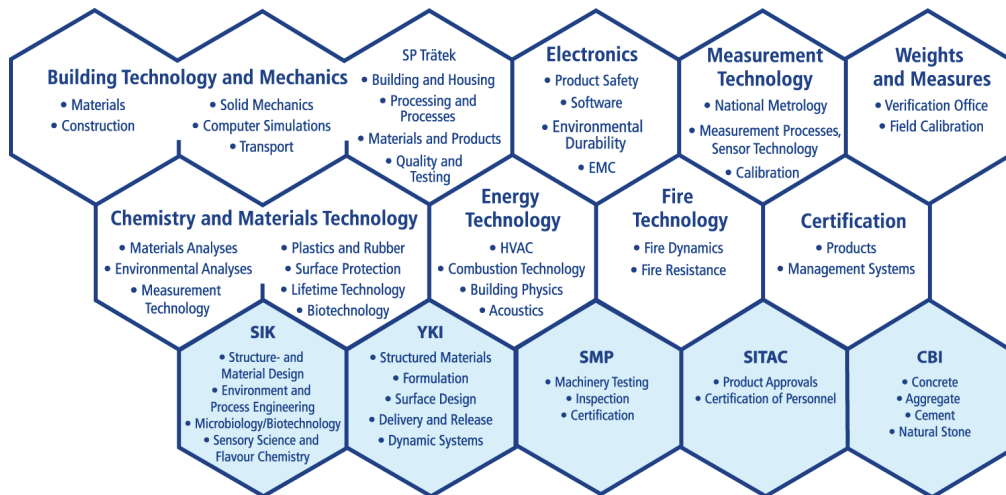 Building Technology and Mechanics
• Materials
• Construction
• Solid Mechanics
• Computer Simulations
• Transport
SP Trätek
• Building and Housing
• Processing and
Processes
• Materials and Products
• Quality and
Testing
Electronics
• Product Safety
• Software
• Environmental
Durability
• EMC
Measurement
Technology
• National Metrology
• Measurement Processes,
Sensor Technology
• Calibration
Weights
and Measures
• Verification Office
• Field Calibration
Chemistry and Materials Technology
• Materials Analyses
• Environmental Analyses
• Measurement
Technology
• Plastics and Rubber
• Surface Protection
• Lifetime Technology
• Biotechnology
Energy
Technology
• HVAC
• Combustion Technology
• Building Physics
• Acoustics
Fire
Technology
• Fire Dynamics
• Fire Resistance
Certification
• Products
• Management Systems
SIK
• Structure- and
Material Design
• Environment and
Process Engineering
• Microbiology/Biotechnology
• Sensory Science and
Flavour Chemistry
YKI
• Structured Materials
• Formulation
• Surface Design
• Delivery and Release
• Dynamic Systems
SMP
• Machinery Testing
• Inspection
• Certification
SITAC
• Product Approvals
• Certification of Personnel
CBI
• Concrete
• Aggregate
• Cement
• Natural Stone